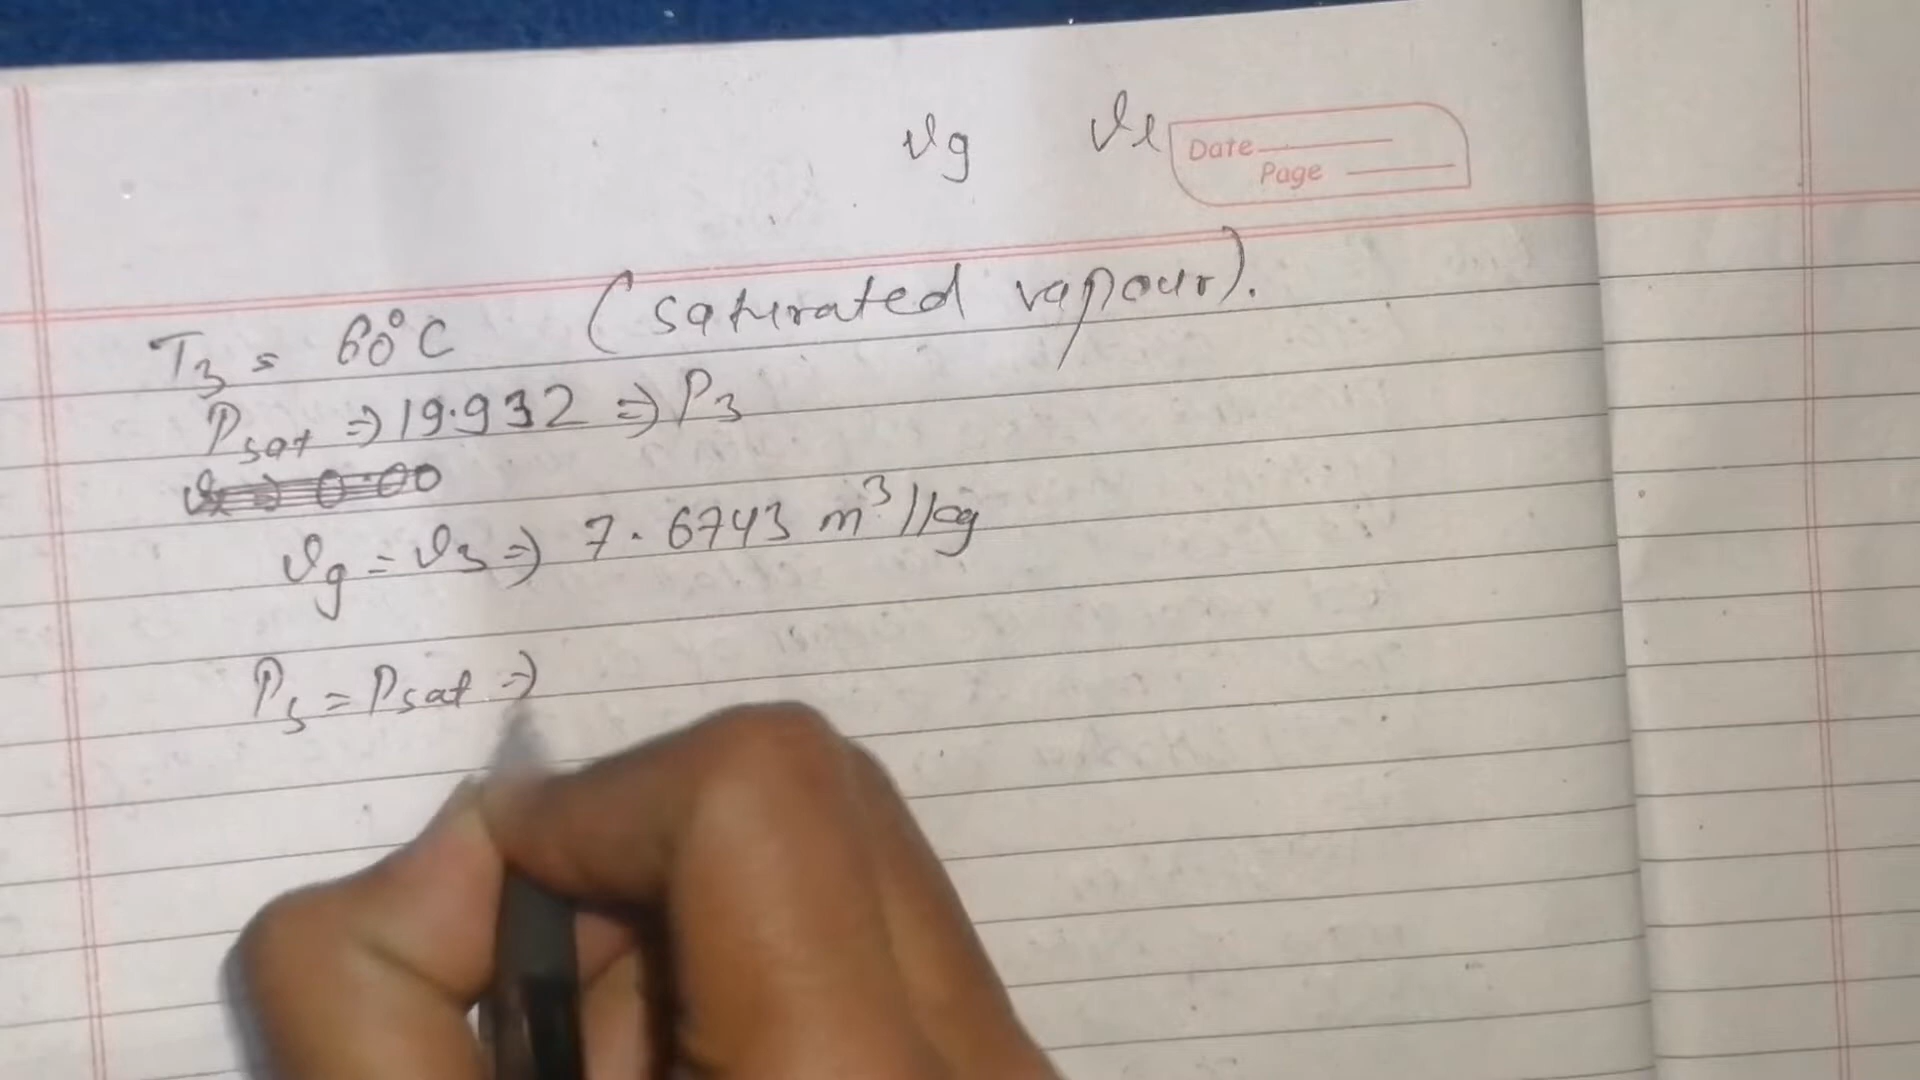 vg vl
Date
Page
T3 = 60°C (saturated vapour).
Psat ⇒ 19.932 ⇒ P3
vg = v3 ⇒ 7.6743 m³/kg
P3 = Psat ⇒